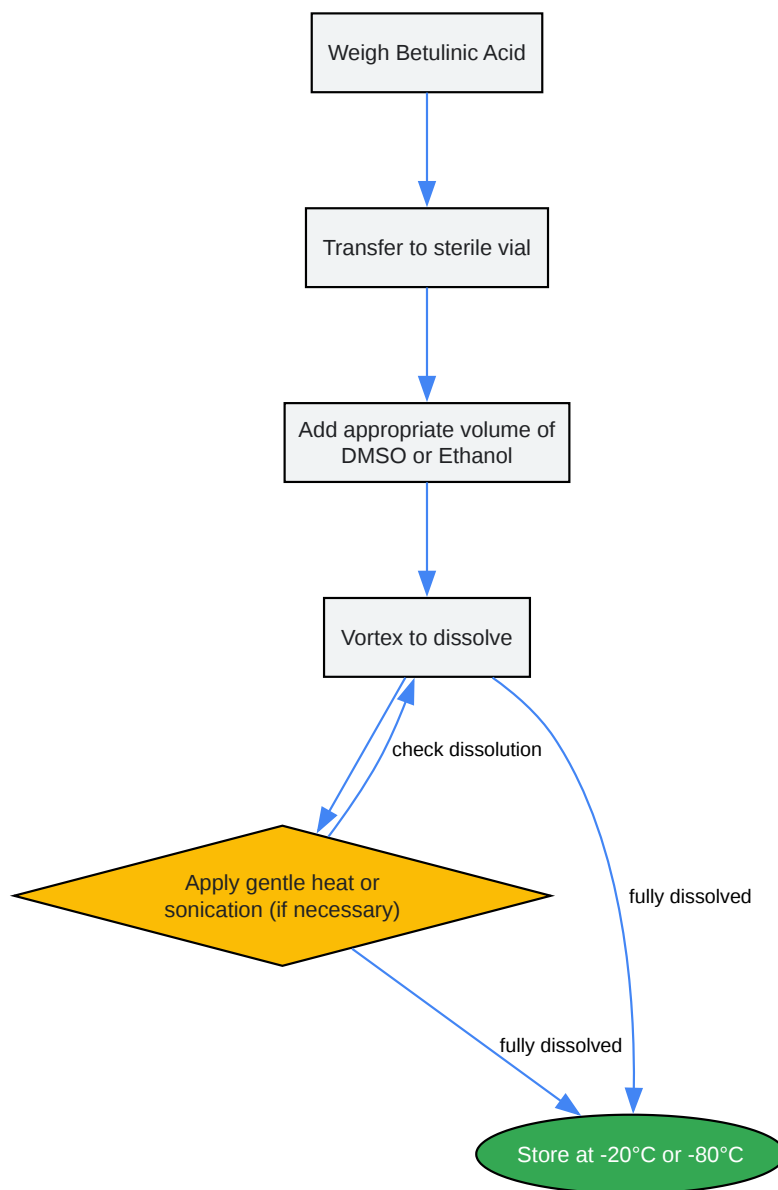 Weigh Betulinic Acid
Transfer to sterile vial
Add appropriate volume of
DMSO or Ethanol
Vortex to dissolve
check dissolution
Apply gentle heat or
sonication (if necessary)
fully dissolved
fully dissolved
Store at -20°C or -80°C